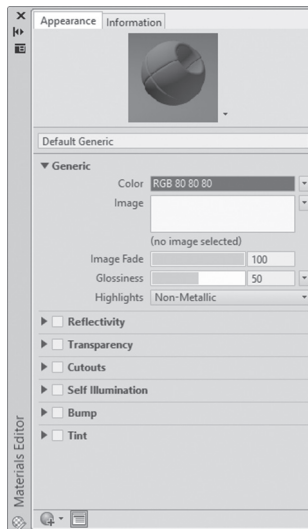 Appearance Information
Default Generic
Generic
Color RGB 80 80 80
Image
(no image selected)
Image Fade 100
Glossiness 50
Highlights Non-Metallic
Reflectivity
Transparency
Cutouts
Self Illumination
Bump
Tint
Materials Editor